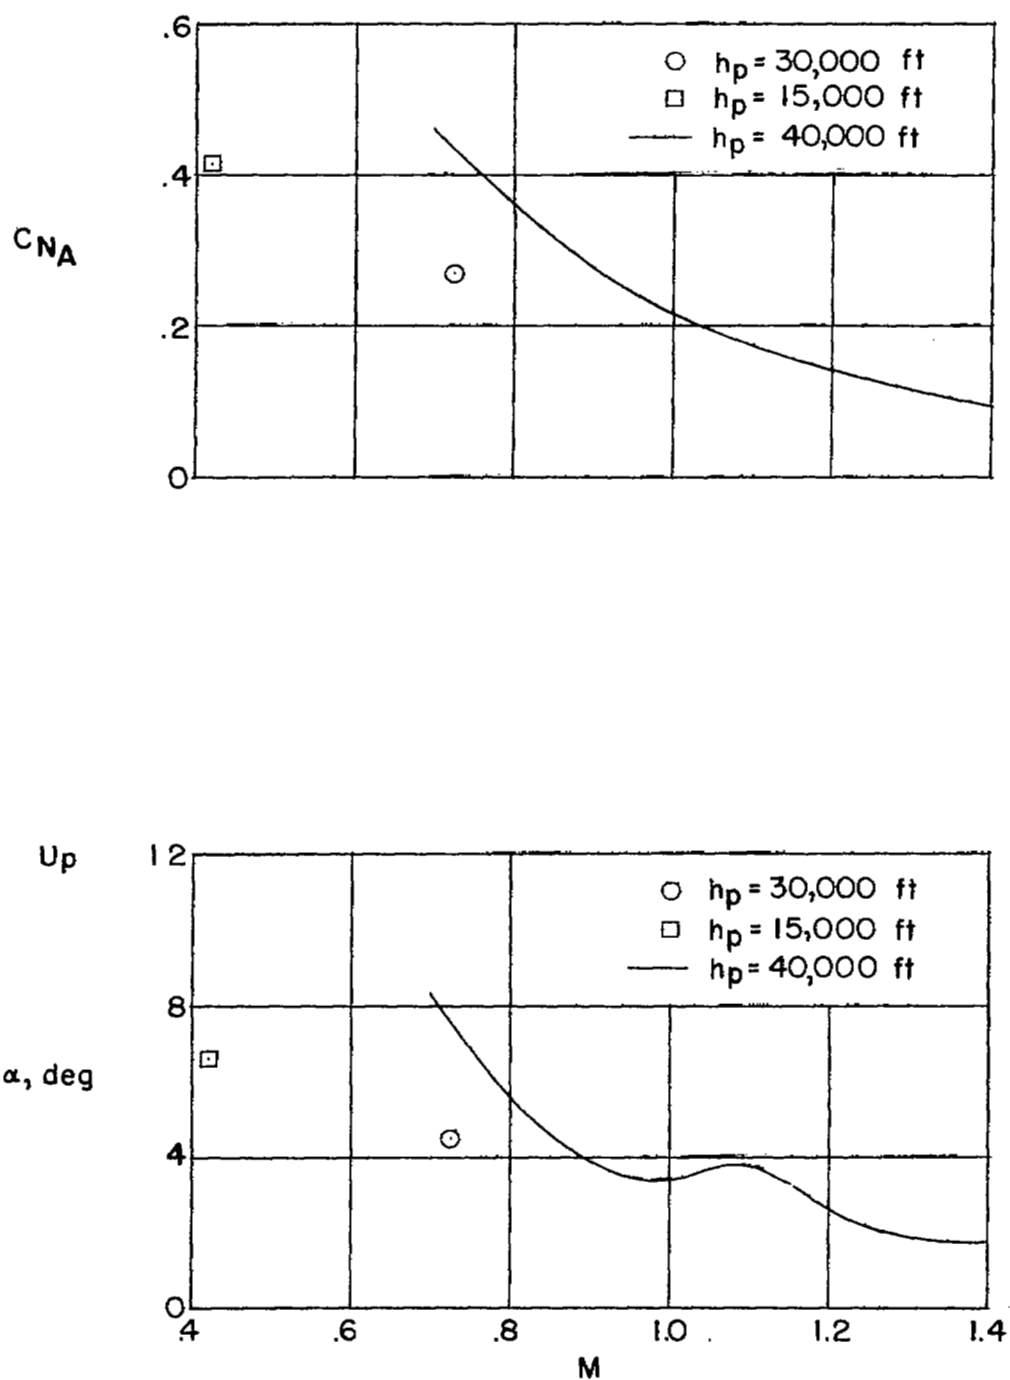 .6
○ hp = 30,000 ft
□ hp = 15,000 ft
hp = 40,000 ft
.4
CNA
.2
0
Up 12
○ hp = 30,000 ft
□ hp = 15,000 ft
hp = 40,000 ft
8
α, deg
4
0
.4 .6 .8 1.0 1.2 1.4
M